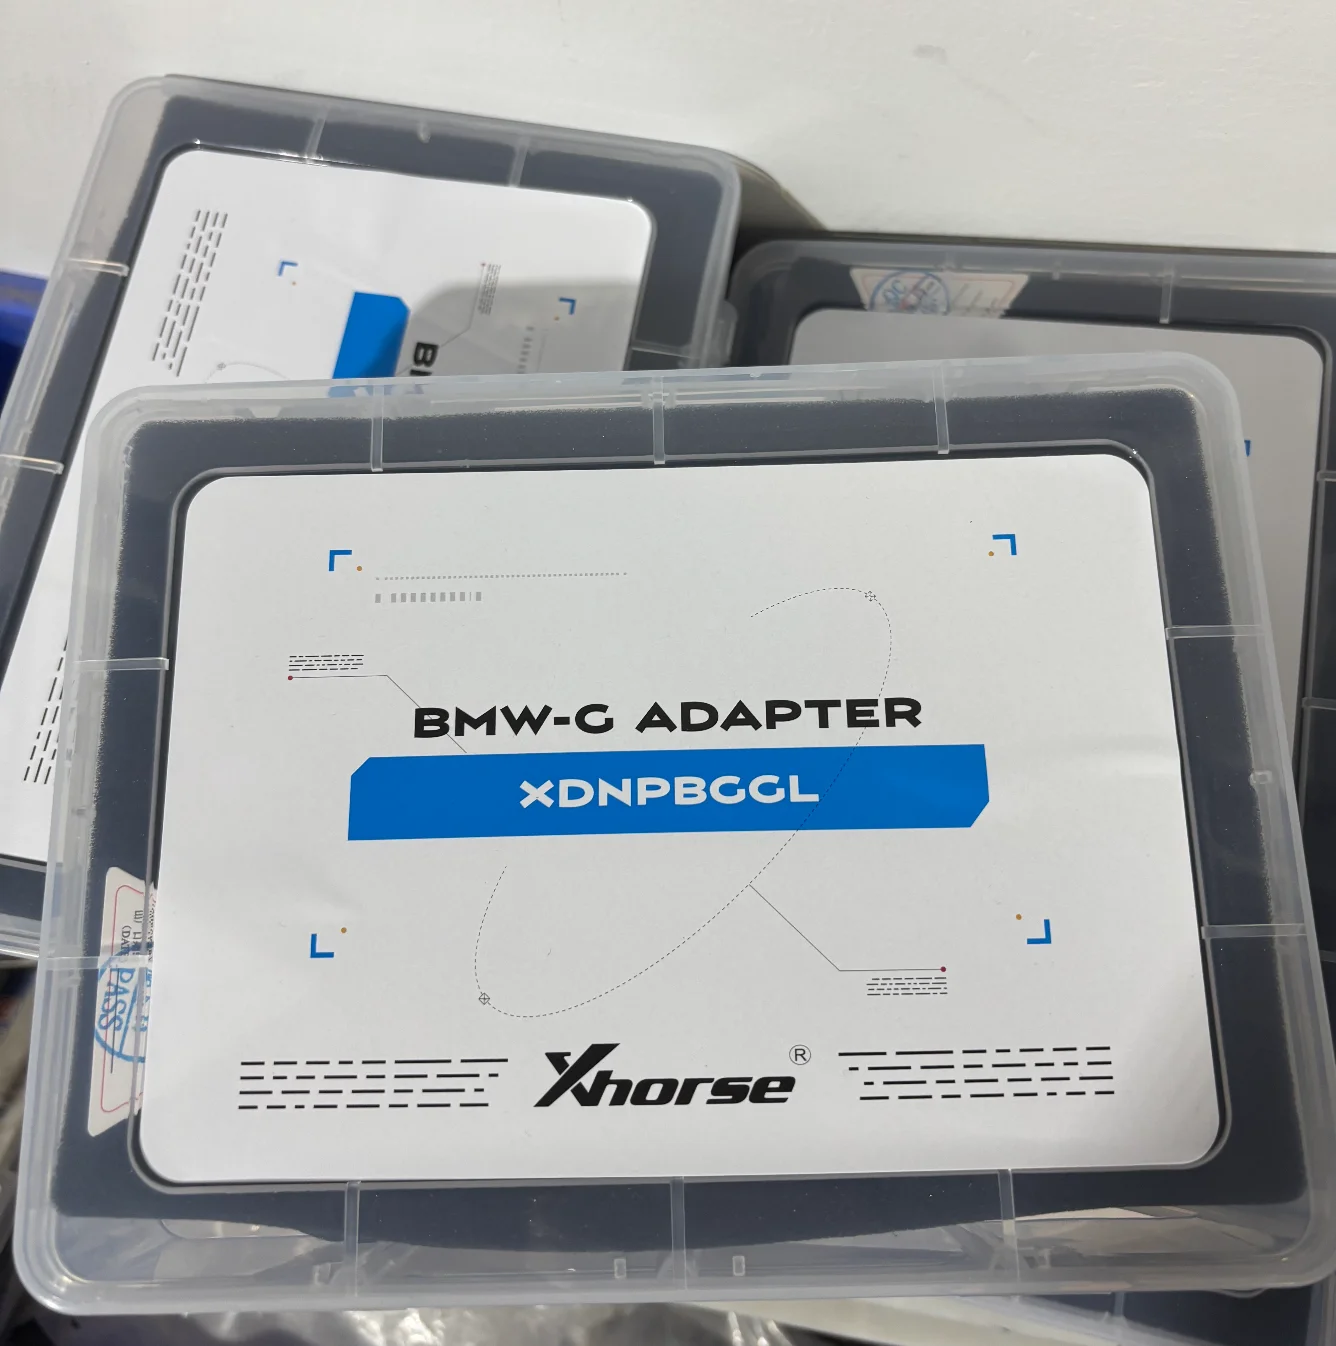 BMW-G ADAPTER
XDNPBGGL
Xhorse ®
PASS